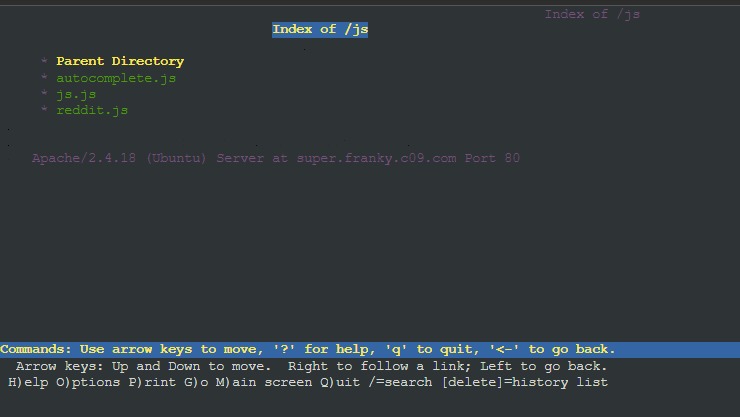 Index of /js
Index of /js
* Parent Directory
* autocomplete.js
* js.js
* reddit.js
Apache/2.4.18 (Ubuntu) Server at super.franky.c09.com Port 80
Commands: Use arrow keys to move, '?' for help, 'q' to quit, '<-' to go back.
Arrow keys: Up and Down to move.  Right to follow a link; Left to go back.
H)elp O)ptions P)rint G)o M)ain screen Q)uit /=search [delete]=history list